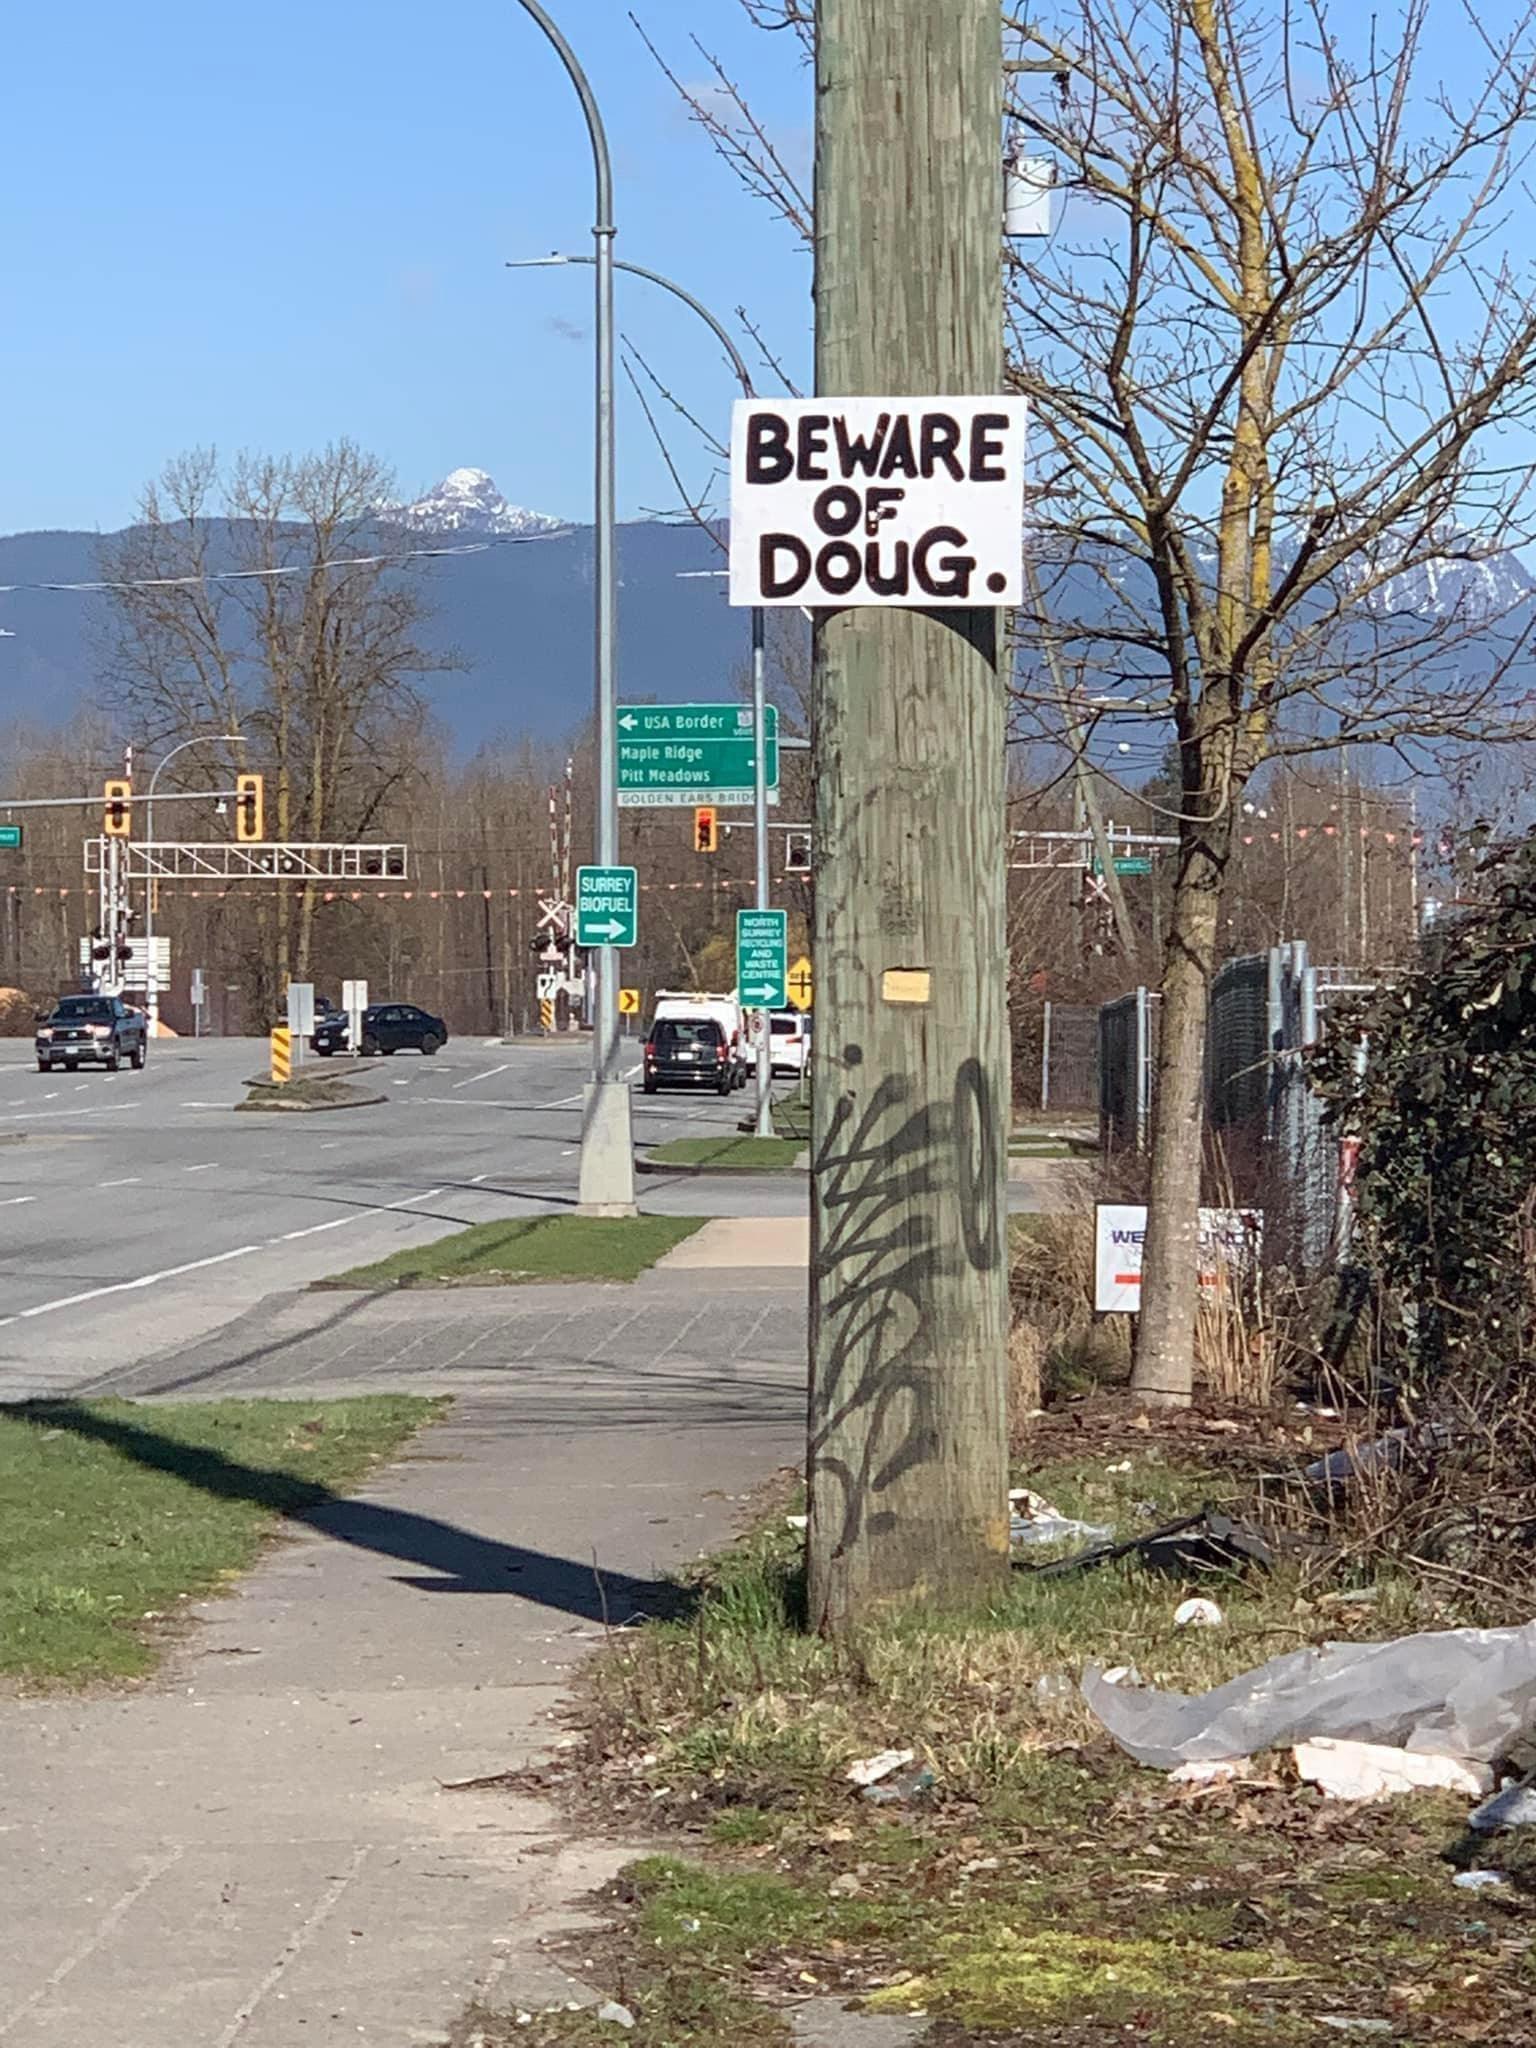 BEWARE
OF
DOUG.
USA Border
SOUTH
Maple Ridge
Pitt Meadows
GOLDEN EARS BRIDGE
SURREY
BIOFUEL
NORTH
SURREY
RECYCLING
AND
WASTE
CENTRE